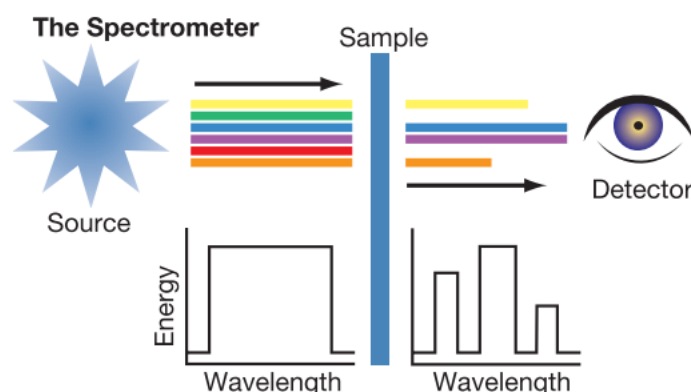 The Spectrometer
Sample
Source
Detector
Energy
Wavelength
Wavelength